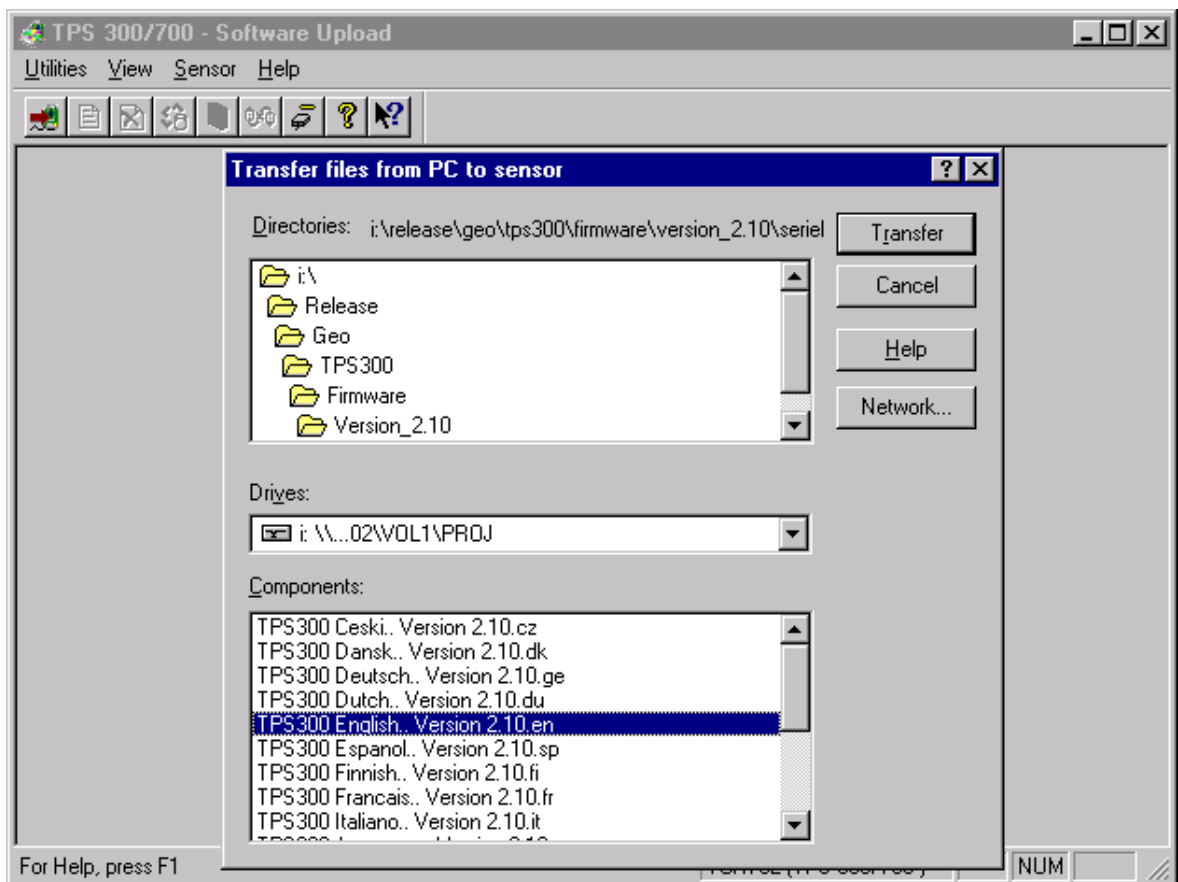 TPS 300/700 - Software Upload
Utilities View Sensor Help
Transfer files from PC to sensor
Directories: i:\release\geo\tps300\firmware\version_2.10\seriel
Transfer
i:\
Cancel
Release
Geo
Help
TPS300
Firmware
Network...
Version_2.10
Drives:
i: \\...02\VOL1\PROJ
Components:
TPS300 Ceski.. Version 2.10.cz
TPS300 Dansk.. Version 2.10.dk
TPS300 Deutsch.. Version 2.10.ge
TPS300 Dutch.. Version 2.10.du
TPS300 English.. Version 2.10.en
TPS300 Espanol.. Version 2.10.sp
TPS300 Finnish.. Version 2.10.fi
TPS300 Francais.. Version 2.10.fr
TPS300 Italiano.. Version 2.10.it
For Help, press F1
NUM